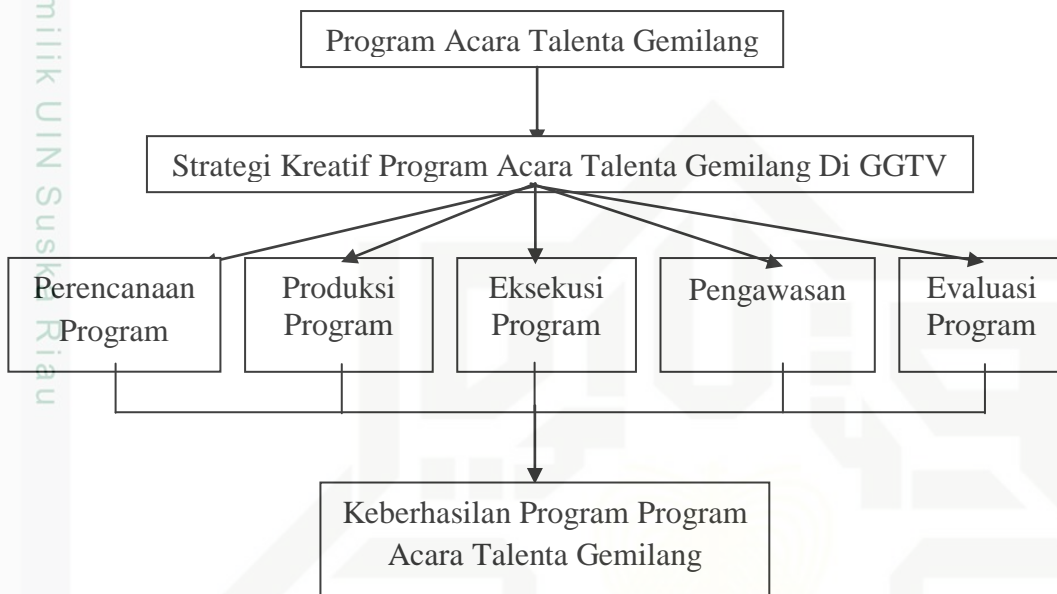 milik UIN Suska Riau
Program Acara Talenta Gemilang
Strategi Kreatif Program Acara Talenta Gemilang Di GGTV
Perencanaan
Program
Produksi
Program
Eksekusi
Program
Pengawasan
Evaluasi
Program
Keberhasilan Program Program
Acara Talenta Gemilang